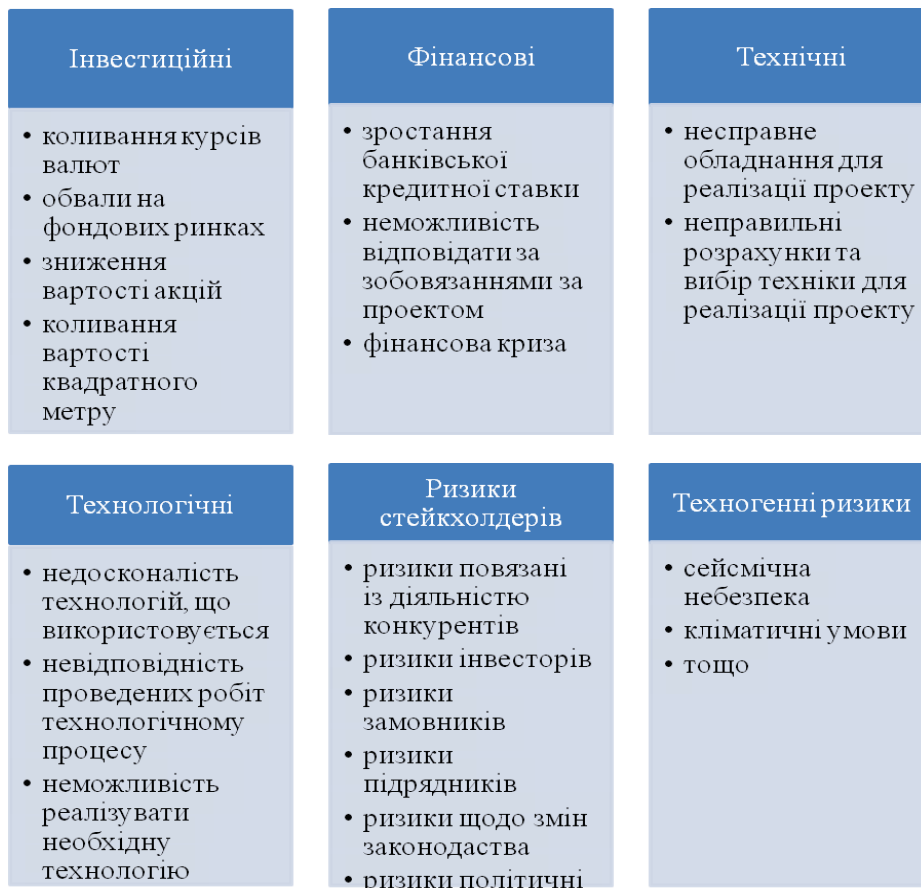 Інвестиційні
• коливання курсів
валют
• обвали на
фондових ринках
• зниження
вартості акцій
• коливання
вартості
квадратного
метру
Фінансові
• зростання
банківської
кредитної ставки
• неможливість
відповідати за
зобовязаннями за
проектом
• фінансова криза
Технічні
• несправне
обладнання для
реалізації проекту
• неправильні
розрахунки та
вибір техніки для
реалізації проекту
Технологічні
• недосконалість
технологій, що
використовується
• невідповідність
проведених робіт
технологічному
процесу
• неможливість
реалізувати
необхідну
технологію
Ризики
стейкхолдерів
• ризики повязані
із діяльністю
конкурентів
• ризики інвесторів
• ризики
замовників
• ризики
підрядників
• ризики щодо змін
законодаства
• ризики політичні
Техногенні ризики
• сейсмічна
небезпека
• кліматичні умови
• тощо